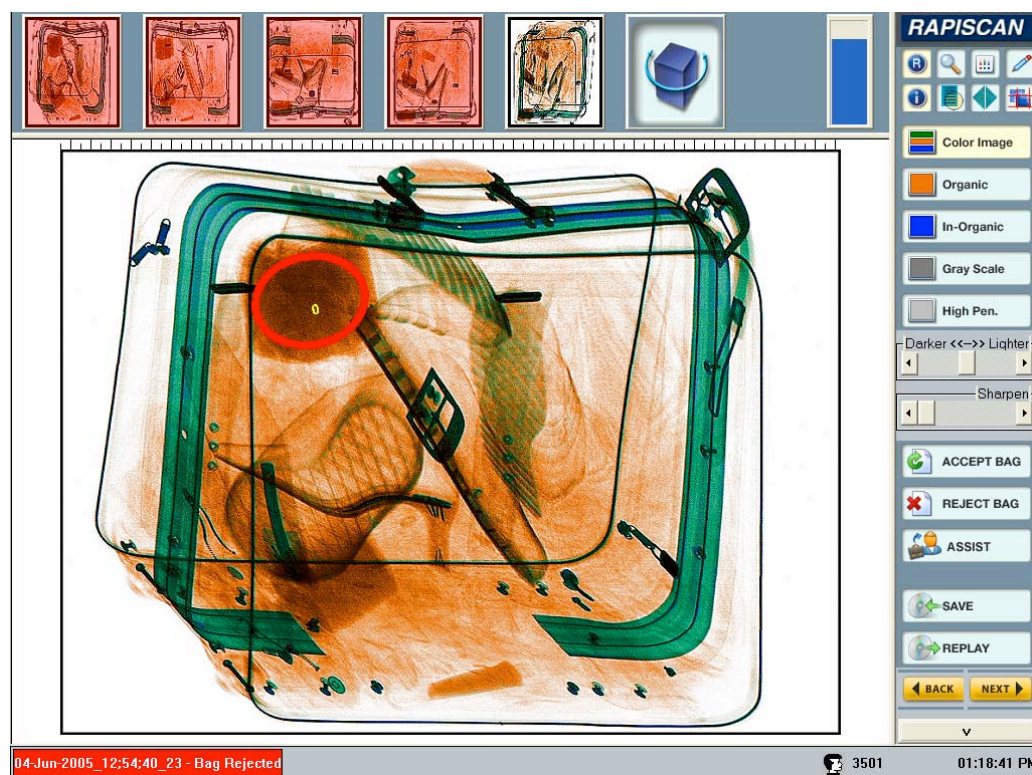 RAPISCAN
Color Image
Organic
In-Organic
Gray Scale
High Pen.
Darker <<->> Lighter
Sharpen
ACCEPT BAG
REJECT BAG
ASSIST
SAVE
REPLAY
BACK NEXT
0
04-Jun-2005_12;54;40_23 - Bag Rejected
3501
01:18:41 PM